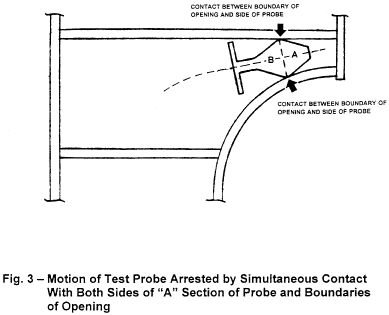 CONTACT BETWEEN BOUNDARY OF
OPENING AND SIDE OF PROBE
B
A
CONTACT BETWEEN BOUNDARY OF
OPENING AND SIDE OF PROBE
Fig. 3 – Motion of Test Probe Arrested by Simultaneous Contact
With Both Sides of “A” Section of Probe and Boundaries
of Opening